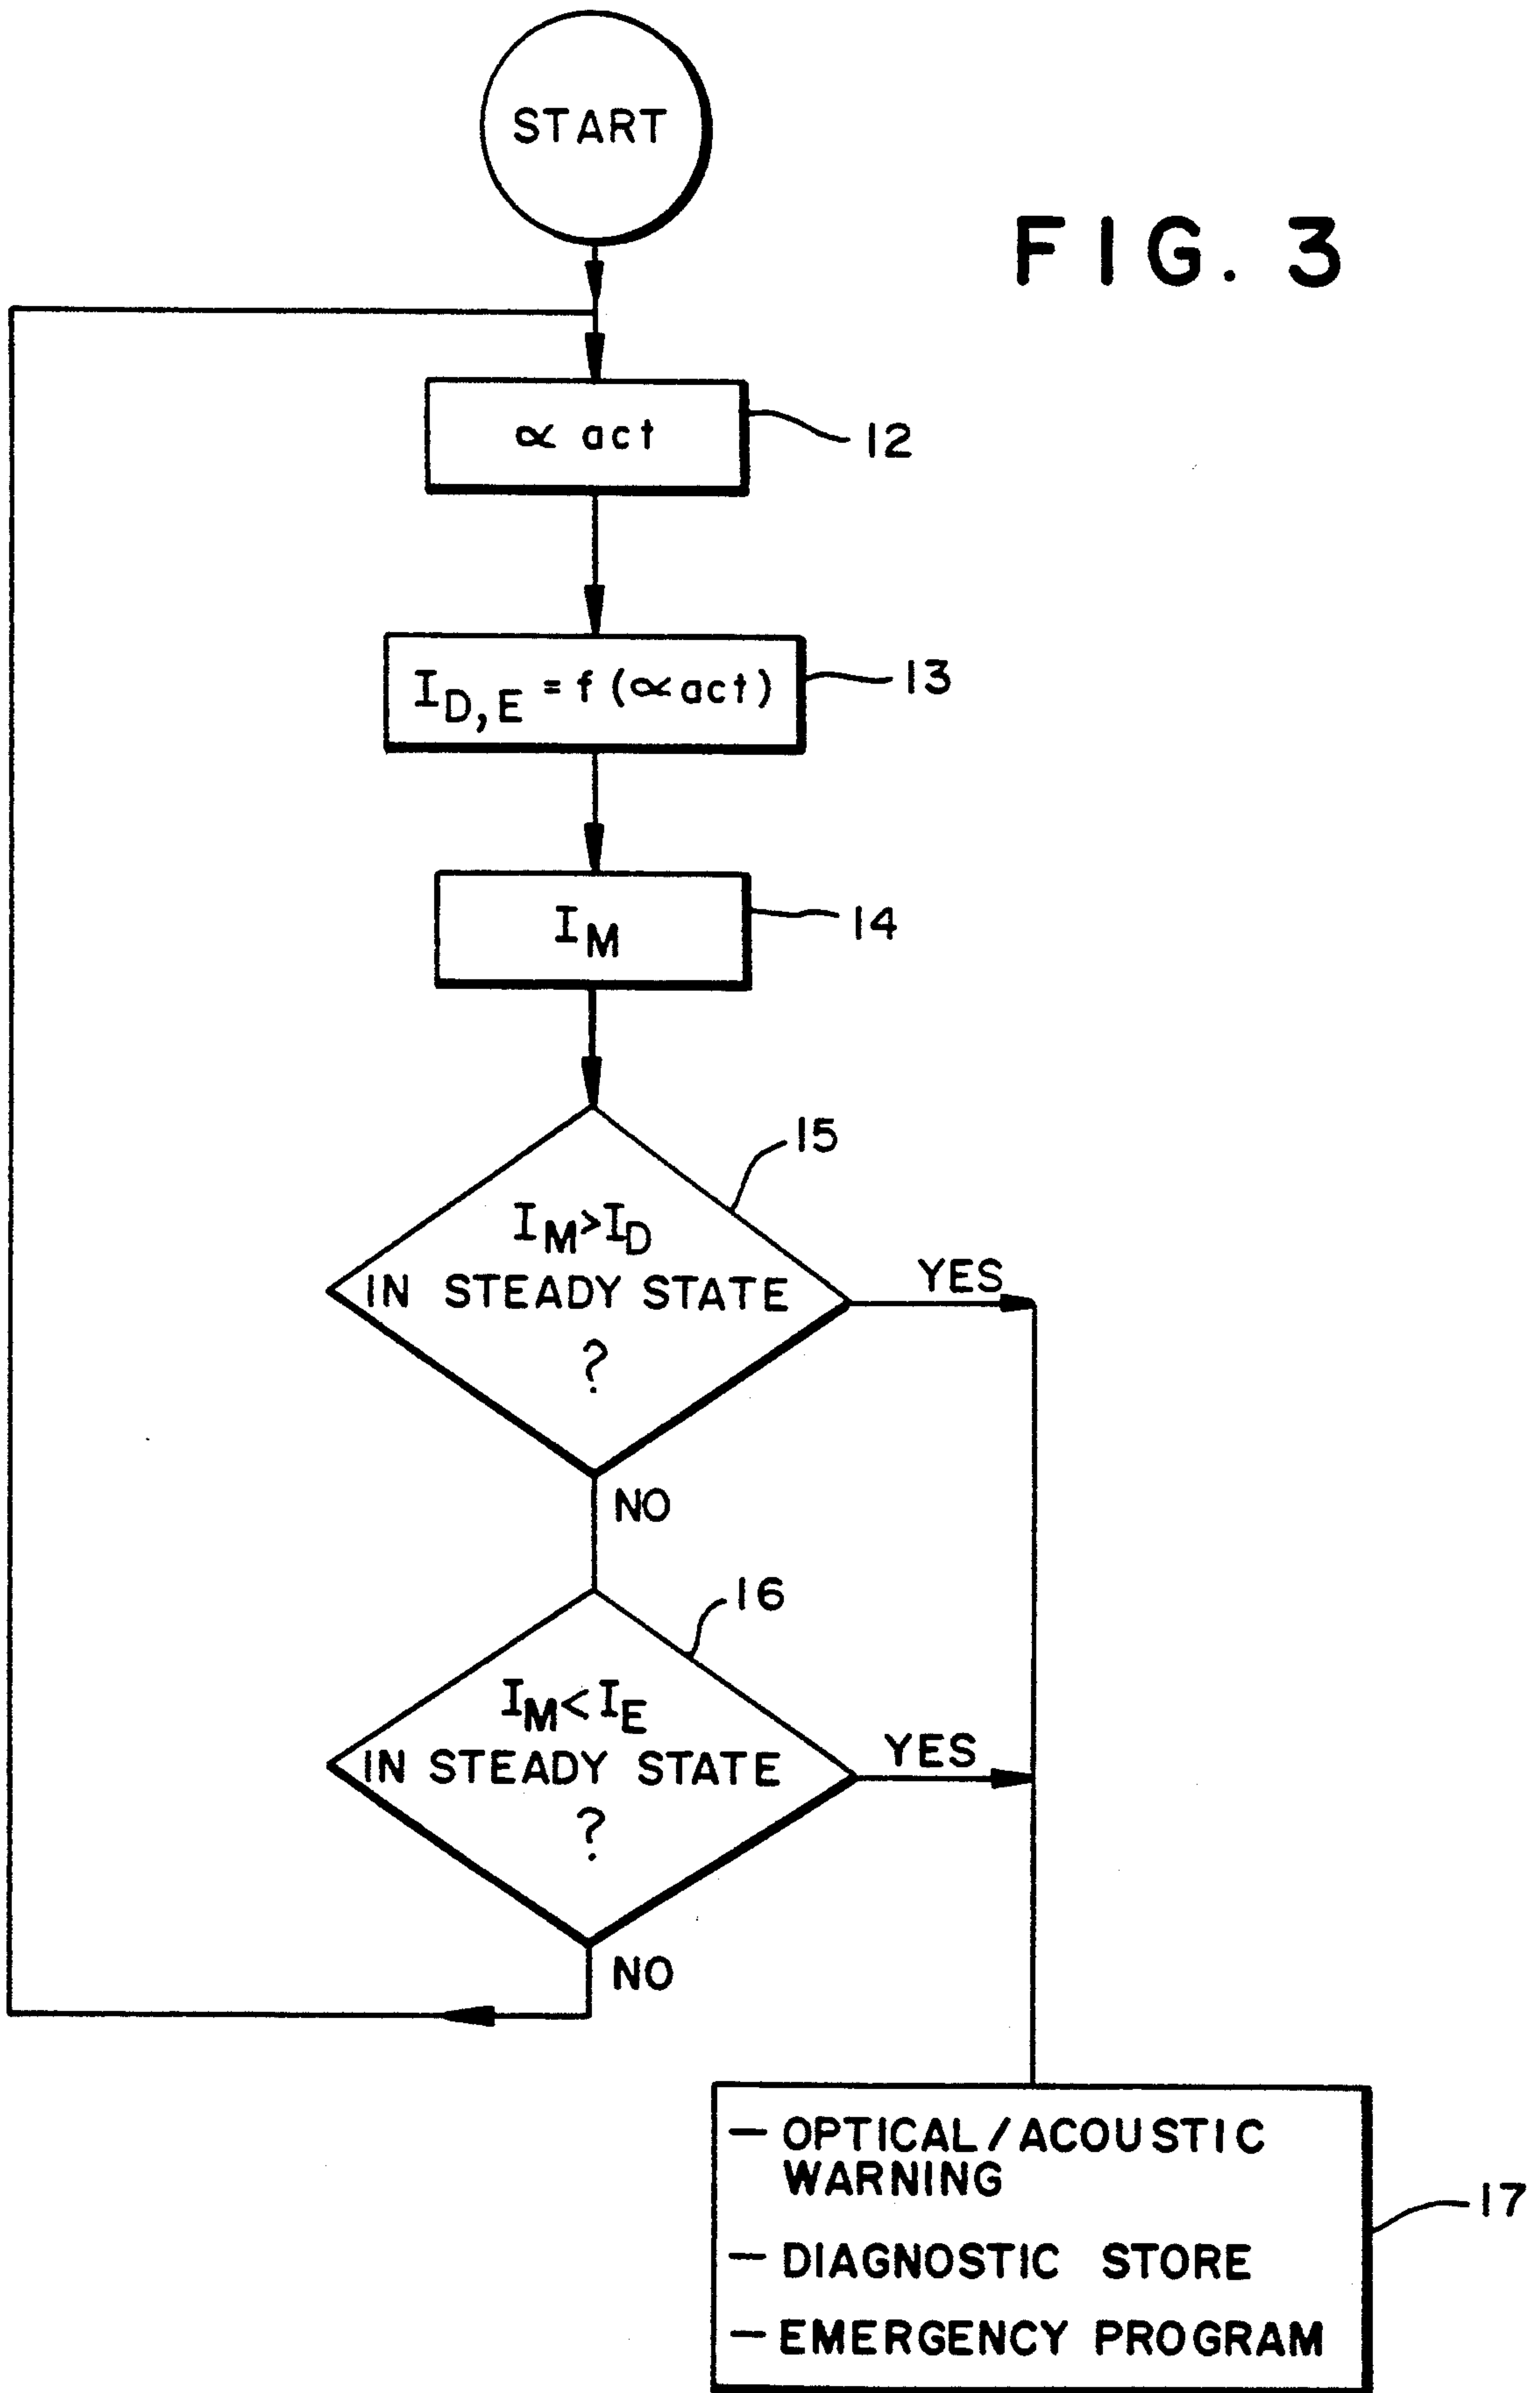 START
FIG. 3
∝ act
12
I_D,E = f (∝ act)
13
I_M
14
15
I_M>I_D
IN STEADY STATE
?
YES
NO
16
I_M<I_E
IN STEADY STATE
?
YES
NO
— OPTICAL/ACOUSTIC
WARNING
— DIAGNOSTIC STORE
— EMERGENCY PROGRAM
17